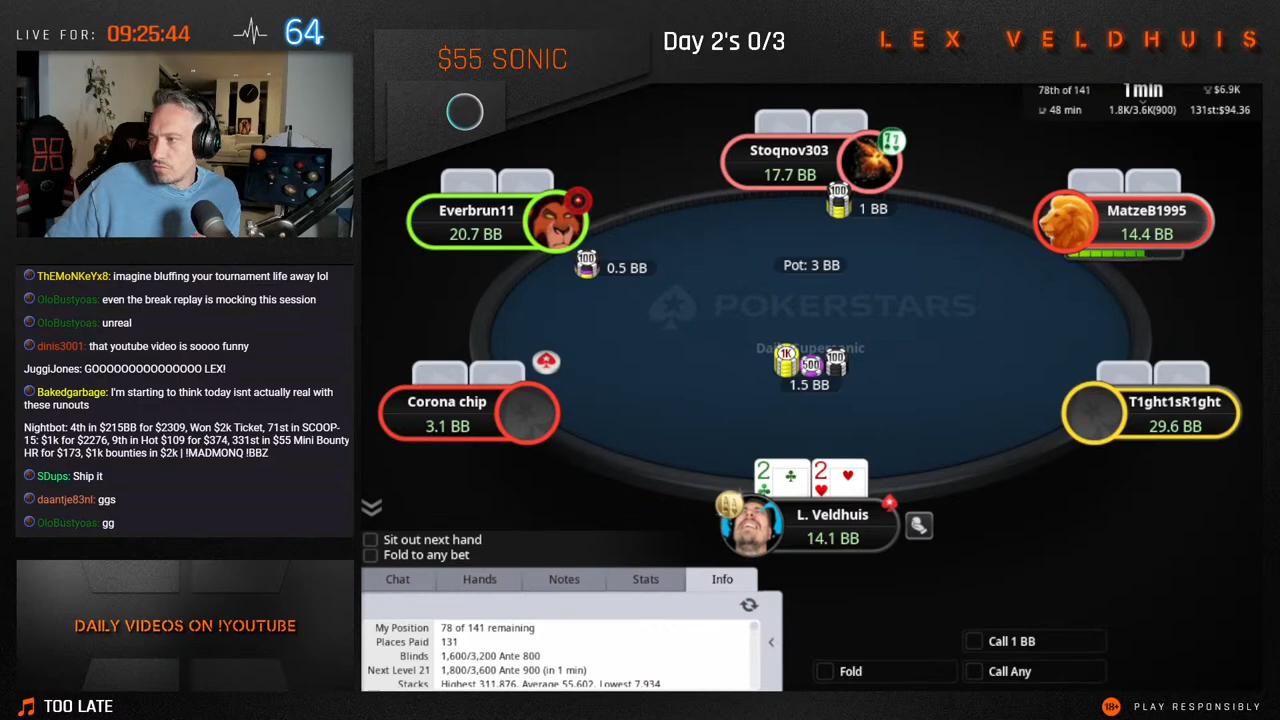 LIVE FOR: 09:25:44 64
$55 SONIC
Day 2's 0/3
LEX VELDHUIS
78th of 141 1min $6.9K
48 min 1.8K/3.6K(900) 131st:$94.36
Stoqnov303
17.7 BB
1 BB
Everbrun11
20.7 BB
0.5 BB
MatzeB1995
14.4 BB
Pot: 3 BB
POKERSTARS
1.5 BB
Corona chip
3.1 BB
T1ght1sR1ght
29.6 BB
2 2
L. Veldhuis
14.1 BB
ThEMoNKeYx8: imagine bluffing your tournament life away lol
OloBustyoas: even the break replay is mocking this session
OloBustyoas: unreal
dinis3001: that youtube video is soooo funny
JuggiJones: GOOOOOOOOOOOOOO LEX!
Bakedgarbage: I'm starting to think today isnt actually real with
these runouts
Nightbot: 4th in $215BB for $2309, Won $2k Ticket, 71st in SCOOP-
15: $1k for $2276, 9th in Hot $109 for $374, 331st in $55 Mini Bounty
HR for $173, $1k bounties in $2k | !MADMONQ !BBZ
SDups: Ship it
daantje83nl: ggs
OloBustyoas: gg
Sit out next hand
Fold to any bet
Chat Hands Notes Stats Info
My Position 78 of 141 remaining
Places Paid 131
Blinds 1,600/3,200 Ante 800
Next Level 21 1,800/3,600 Ante 900 (in 1 min)
Stacks Highest 311,876, Average 55,602, Lowest 7,934
Call 1 BB
Fold
Call Any
DAILY VIDEOS ON !YOUTUBE
TOO LATE
18+ PLAY RESPONSIBLY